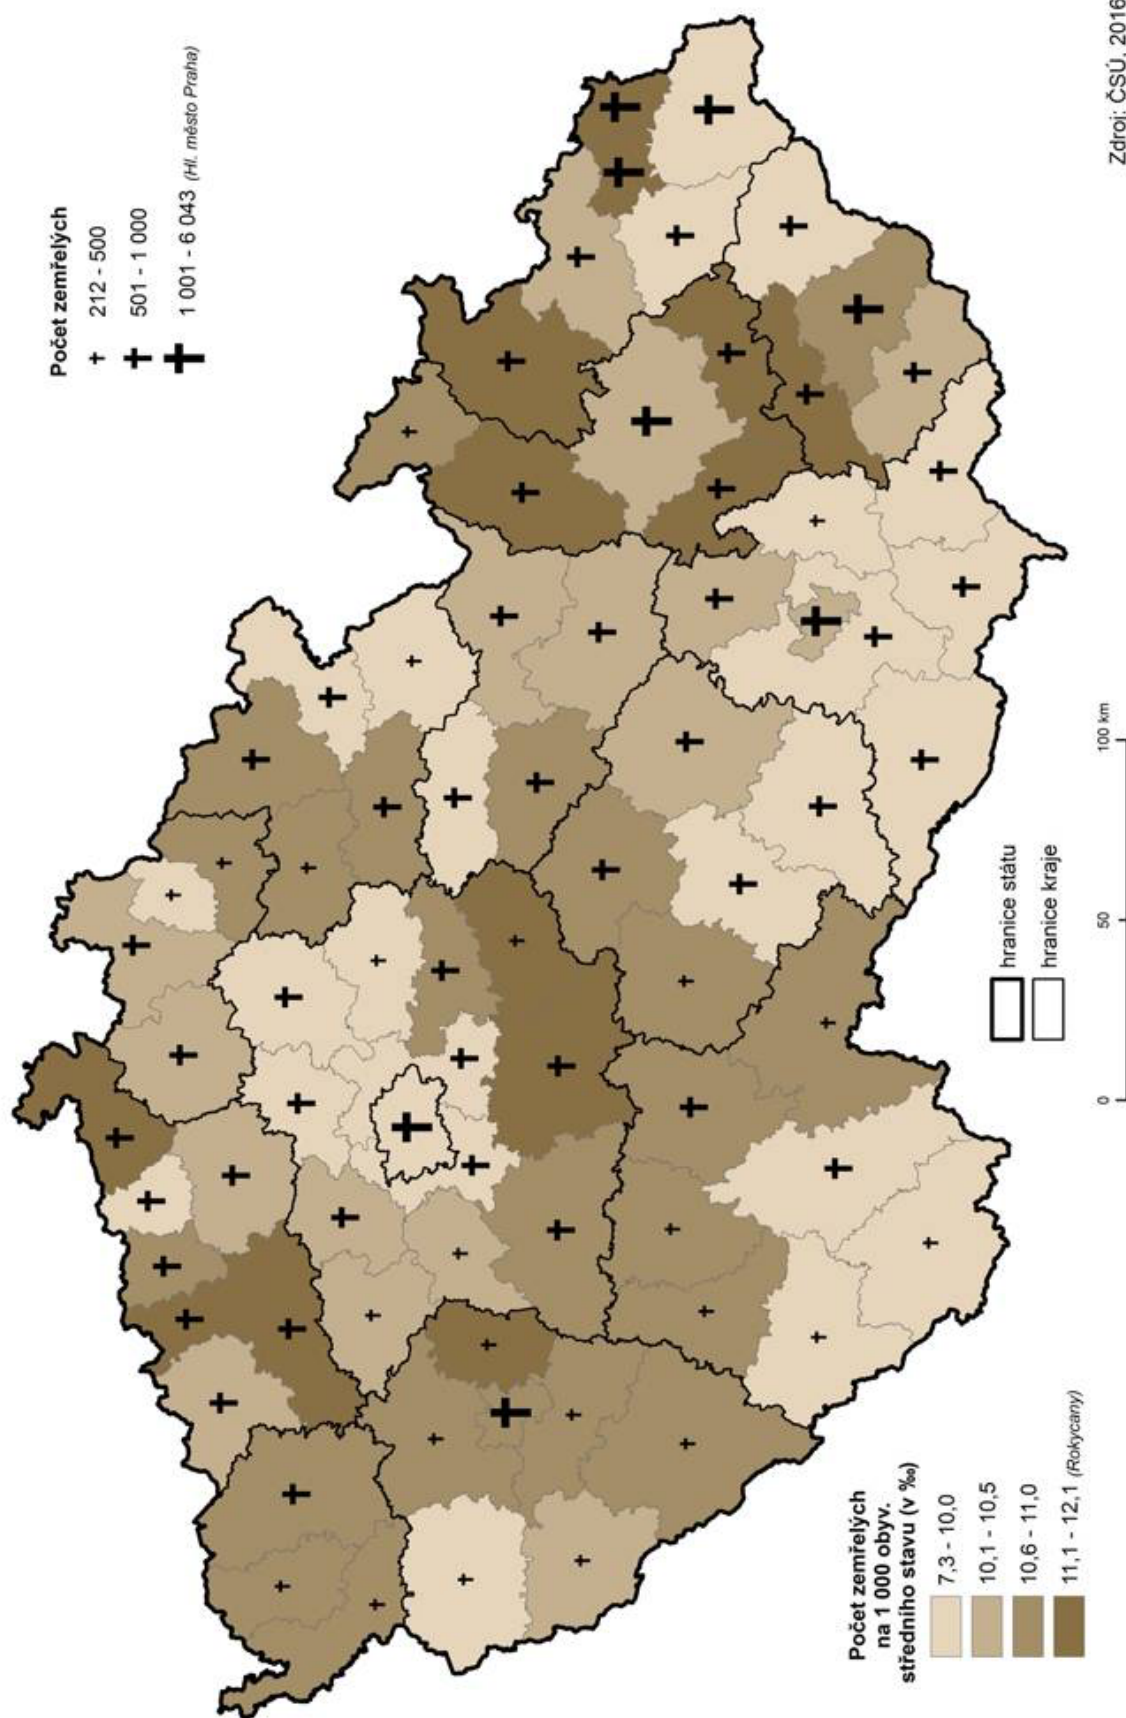 Počet zemřelých
212 - 500
501 - 1 000
1 001 - 6 043 (Hl. město Praha)
Počet zemřelých
na 1 000 obyv.
středního stavu (v ‰)
7,3 - 10,0
10,1 - 10,5
10,6 - 11,0
11,1 - 12,1 (Rokycany)
hranice státu
hranice kraje
0 50 100 km
Zdroj: ČSÚ, 2016